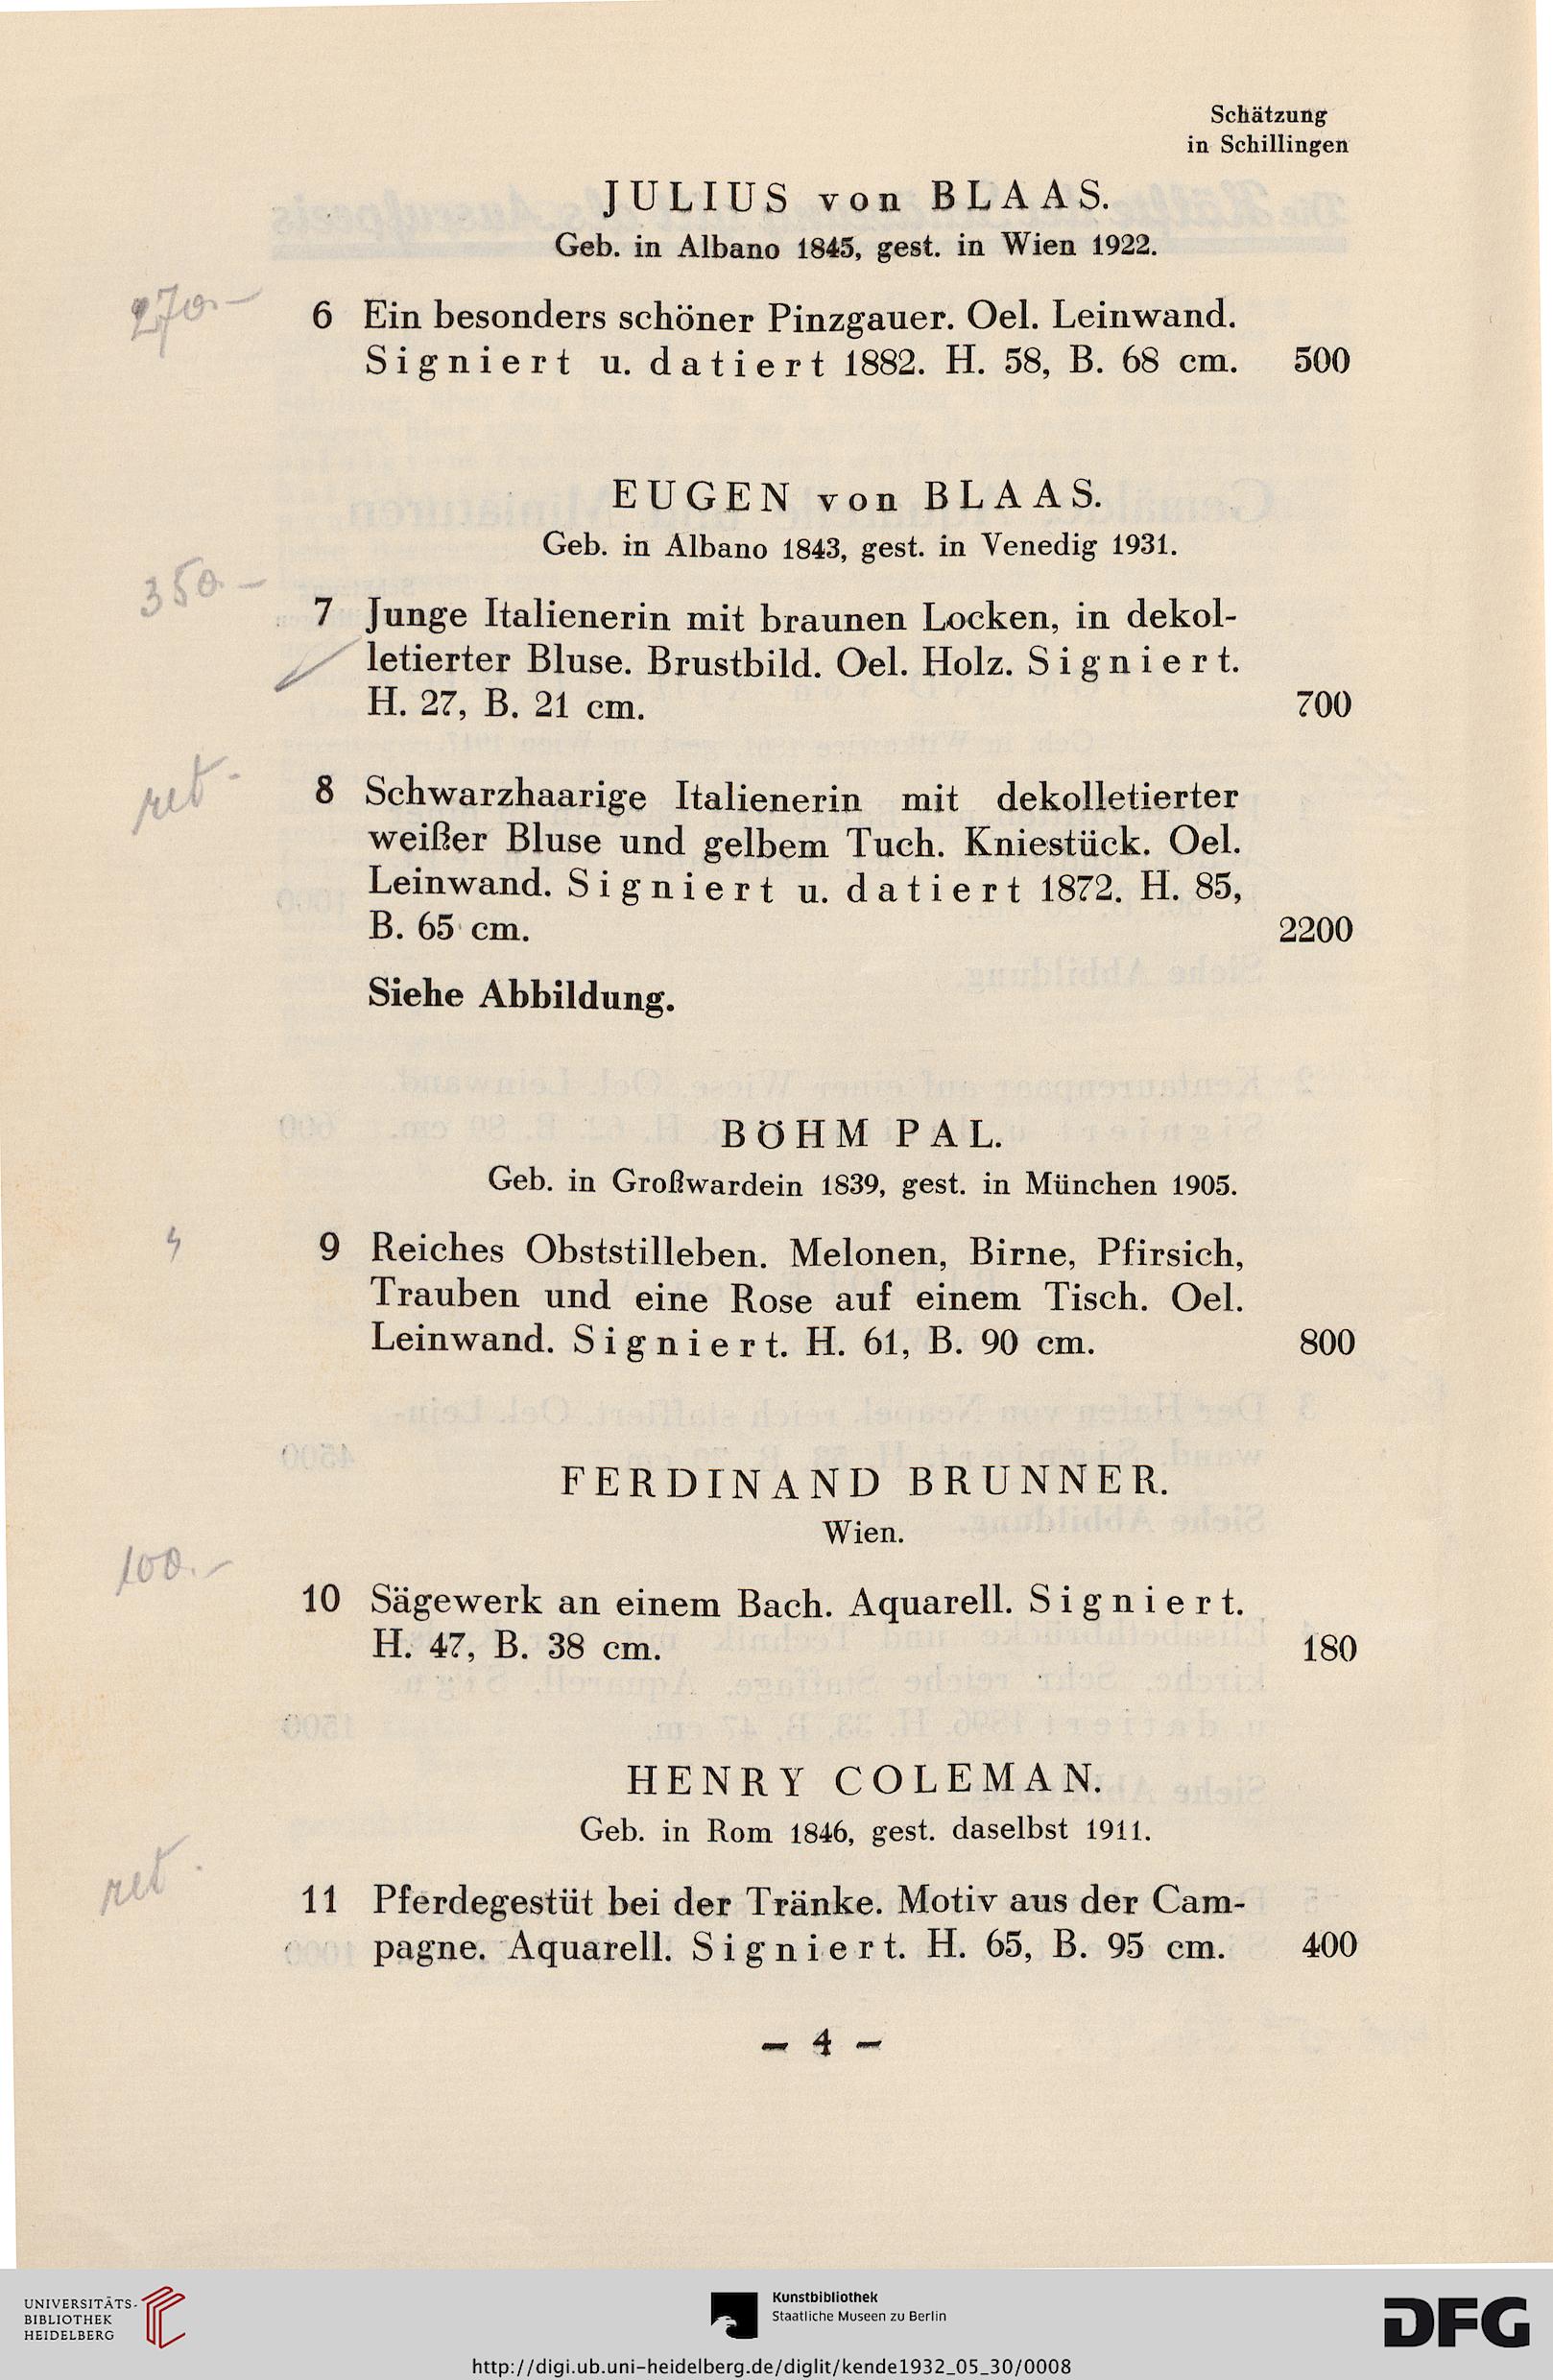 Schätzung
in Schillingen
JULIUS von BLAAS.
Geb. in Albano 1845, gest. in Wien 1922.
270.–
6 Ein besonders schöner Pinzgauer. Oel. Leinwand.
Signiert u. datiert 1882. H. 58, B. 68 cm. 500
EUGEN von BLAAS.
Geb. in Albano 1843, gest. in Venedig 1931.
350.–
7 Junge Italienerin mit braunen Locken, in dekol-
letierter Bluse. Brustbild. Oel. Holz. Signiert.
H. 27, B. 21 cm. 700
ret.
8 Schwarzhaarige Italienerin mit dekolletierter
weißer Bluse und gelbem Tuch. Kniestück. Oel.
Leinwand. Signiert u. datiert 1872. H. 85,
B. 65 cm. 2200
Siehe Abbildung.
BÖHM PAL.
Geb. in Großwardein 1839, gest. in München 1905.
9 Reiches Obststilleben. Melonen, Birne, Pfirsich,
Trauben und eine Rose auf einem Tisch. Oel.
Leinwand. Signiert. H. 61, B. 90 cm. 800
FERDINAND BRUNNER.
Wien.
100.–
10 Sägewerk an einem Bach. Aquarell. Signiert.
H. 47, B. 38 cm. 180
HENRY COLEMAN.
Geb. in Rom 1846, gest. daselbst 1911.
ret.
11 Pferdegestüt bei der Tränke. Motiv aus der Cam-
pagne. Aquarell. Signiert. H. 65, B. 95 cm. 400
– 4 –
UNIVERSITÄTS-
BIBLIOTHEK
HEIDELBERG
Kunstbibliothek
Staatliche Museen zu Berlin
DFG
http://digi.ub.uni-heidelberg.de/diglit/kende1932_05_30/0008